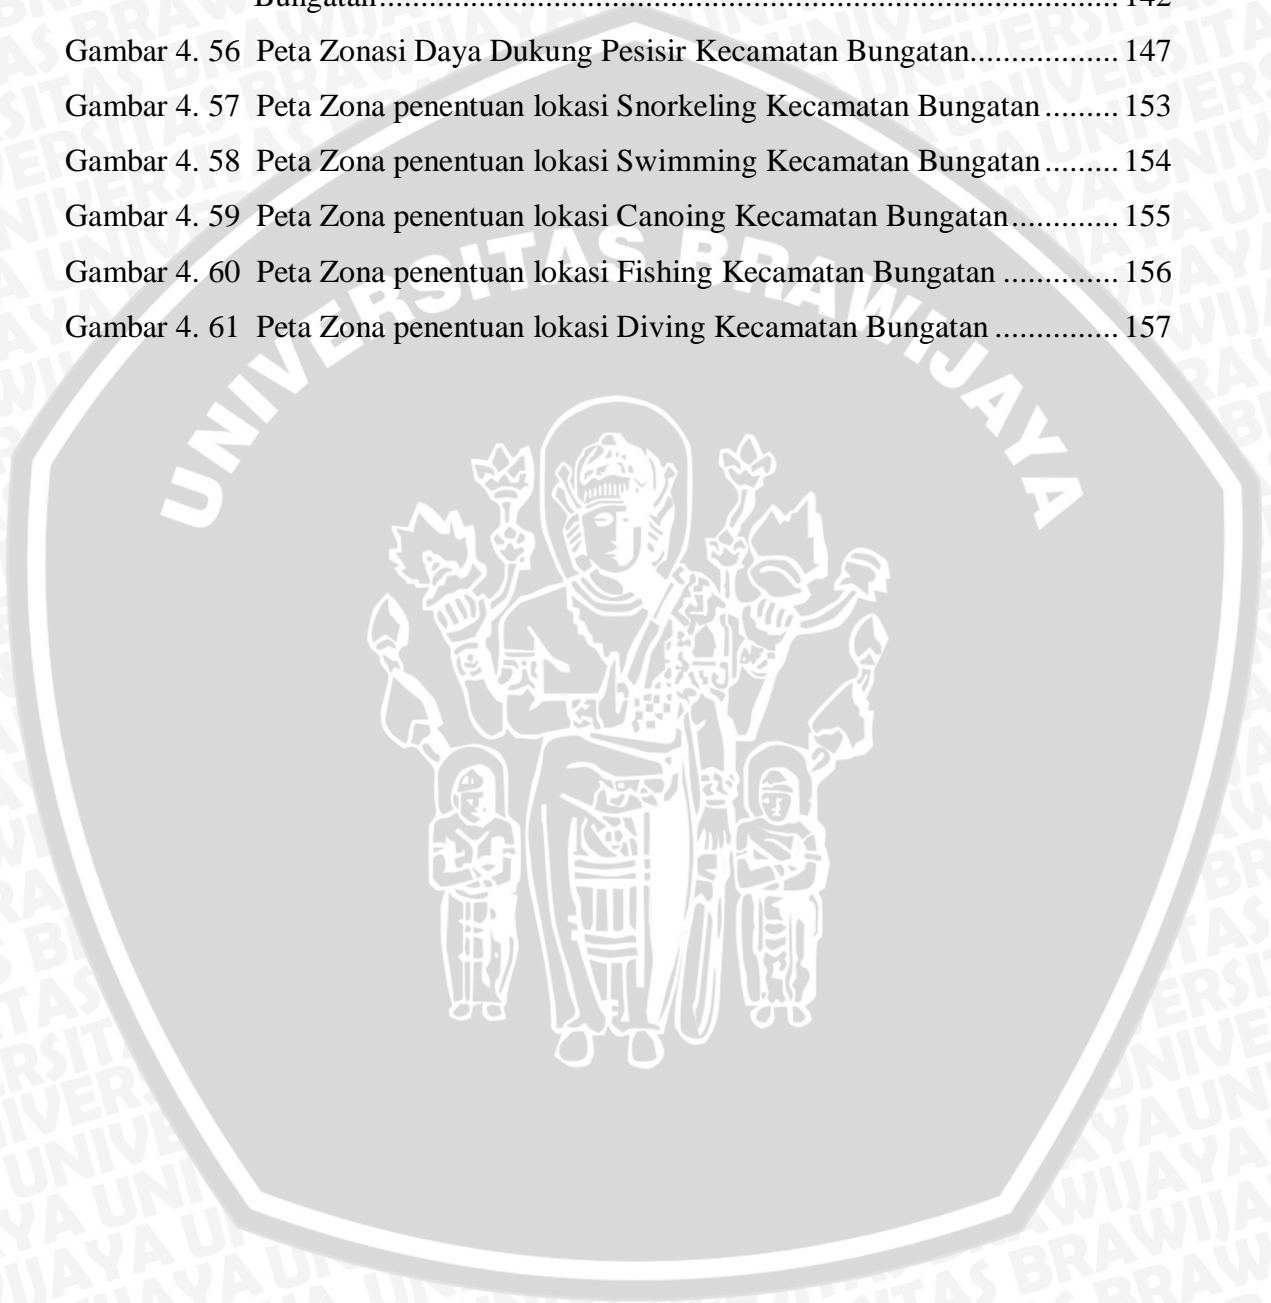 Bungatan........................................................................................... 142
Gambar 4. 56 Peta Zonasi Daya Dukung Pesisir Kecamatan Bungatan.................. 147
Gambar 4. 57 Peta Zona penentuan lokasi Snorkeling Kecamatan Bungatan ......... 153
Gambar 4. 58 Peta Zona penentuan lokasi Swimming Kecamatan Bungatan ......... 154
Gambar 4. 59 Peta Zona penentuan lokasi Canoing Kecamatan Bungatan............. 155
Gambar 4. 60 Peta Zona penentuan lokasi Fishing Kecamatan Bungatan .............. 156
Gambar 4. 61 Peta Zona penentuan lokasi Diving Kecamatan Bungatan ............... 157
UNIVERSITAS BRAWIJAYA